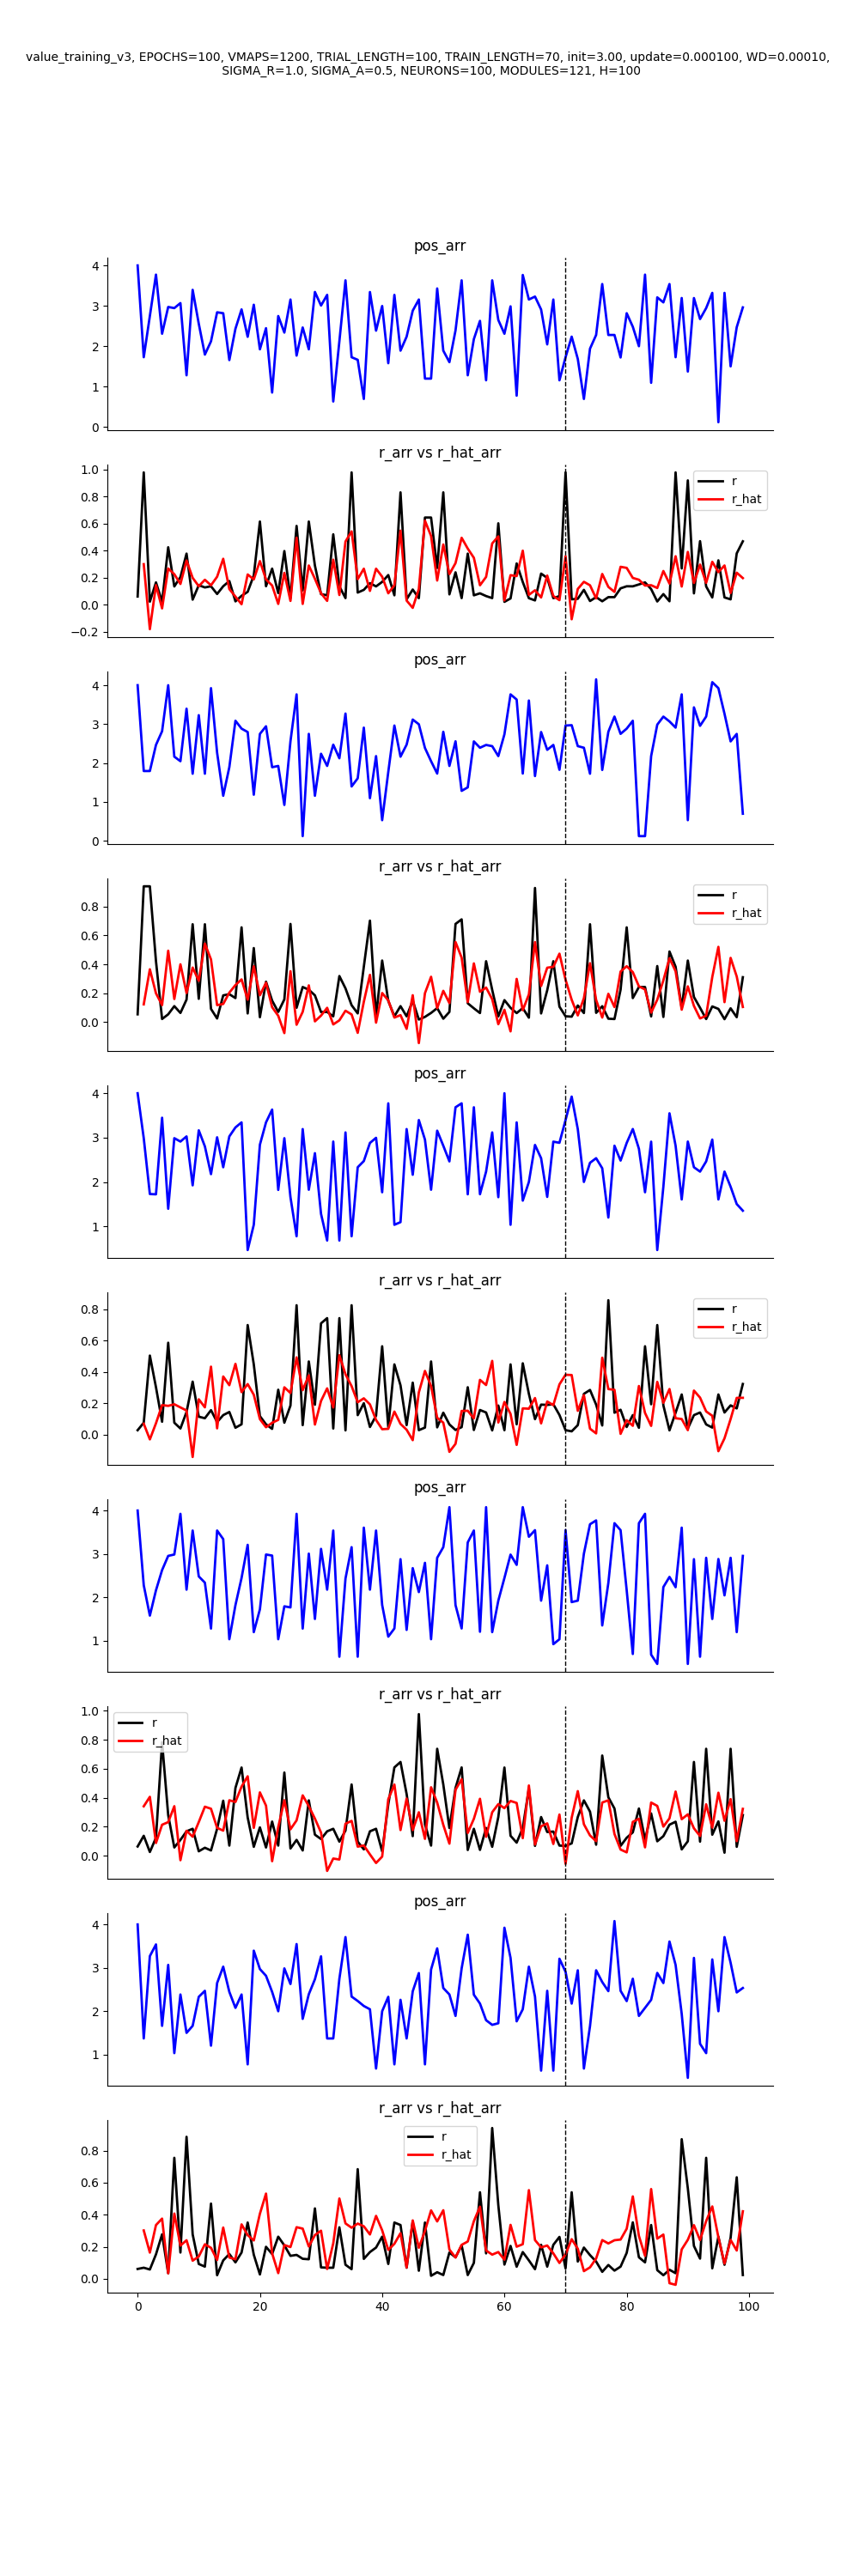 value_training_v3, EPOCHS=100, VMAPS=1200, TRIAL_LENGTH=100, TRAIN_LENGTH=70, init=3.00, update=0.000100, WD=0.00010,
SIGMA_R=1.0, SIGMA_A=0.5, NEURONS=100, MODULES=121, H=100
pos_arr
4
3
2
1
0
r_arr vs r_hat_arr
1.0
0.8
0.6
0.4
0.2
0.0
−0.2
r
r_hat
pos_arr
4
3
2
1
0
r_arr vs r_hat_arr
0.8
0.6
0.4
0.2
0.0
r
r_hat
pos_arr
4
3
2
1
r_arr vs r_hat_arr
0.8
0.6
0.4
0.2
0.0
r
r_hat
pos_arr
4
3
2
1
r_arr vs r_hat_arr
1.0
0.8
0.6
0.4
0.2
0.0
r
r_hat
pos_arr
4
3
2
1
r_arr vs r_hat_arr
0.8
0.6
0.4
0.2
0.0
r
r_hat
0 20 40 60 80 100